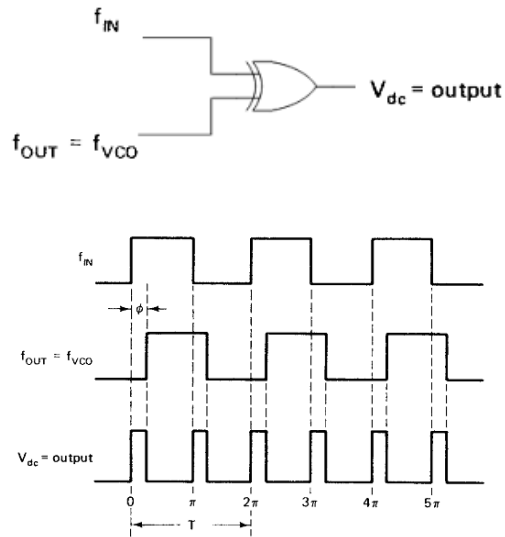 f_IN
V_dc = output
f_OUT = f_VCO
f_IN
ϕ
f_OUT = f_VCO
V_dc = output
0 π 2π 3π 4π 5π
T